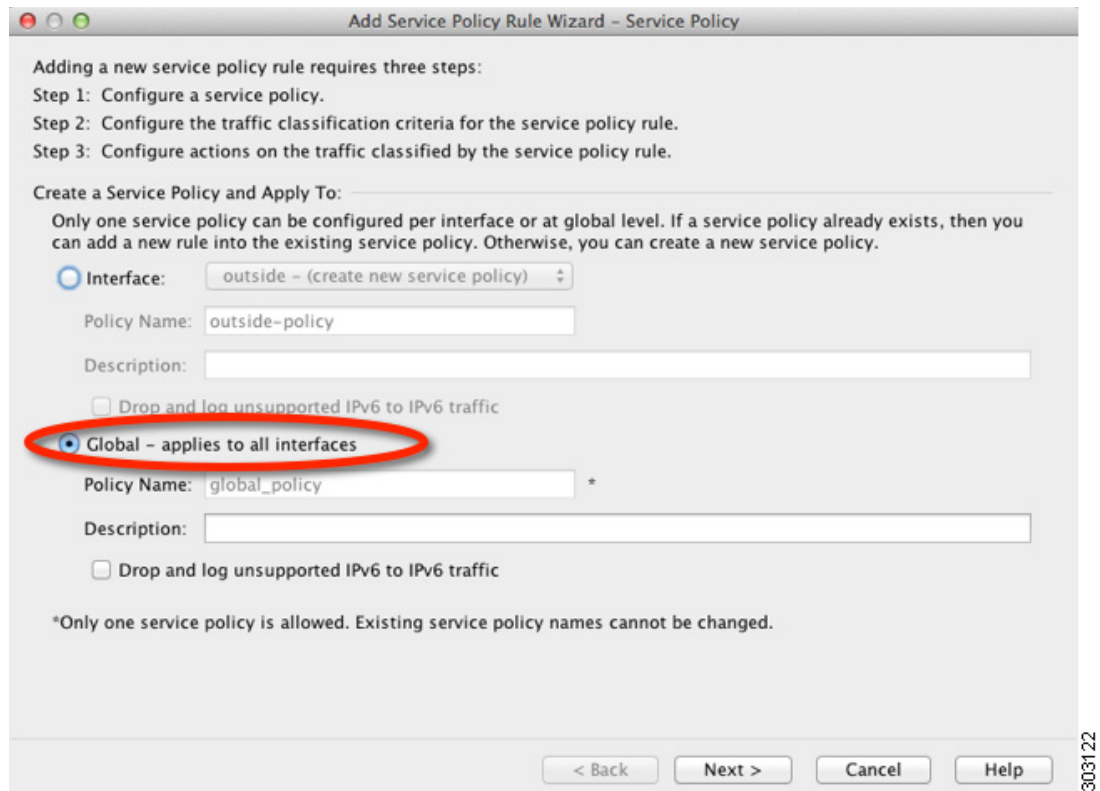 Add Service Policy Rule Wizard - Service Policy
Adding a new service policy rule requires three steps:
Step 1: Configure a service policy.
Step 2: Configure the traffic classification criteria for the service policy rule.
Step 3: Configure actions on the traffic classified by the service policy rule.
Create a Service Policy and Apply To:
Only one service policy can be configured per interface or at global level. If a service policy already exists, then you
can add a new rule into the existing service policy. Otherwise, you can create a new service policy.
Interface: outside - (create new service policy)
Policy Name: outside-policy
Description:
Drop and log unsupported IPv6 to IPv6 traffic
Global - applies to all interfaces
Policy Name: global_policy *
Description:
Drop and log unsupported IPv6 to IPv6 traffic
*Only one service policy is allowed. Existing service policy names cannot be changed.
< Back Next > Cancel Help
303122